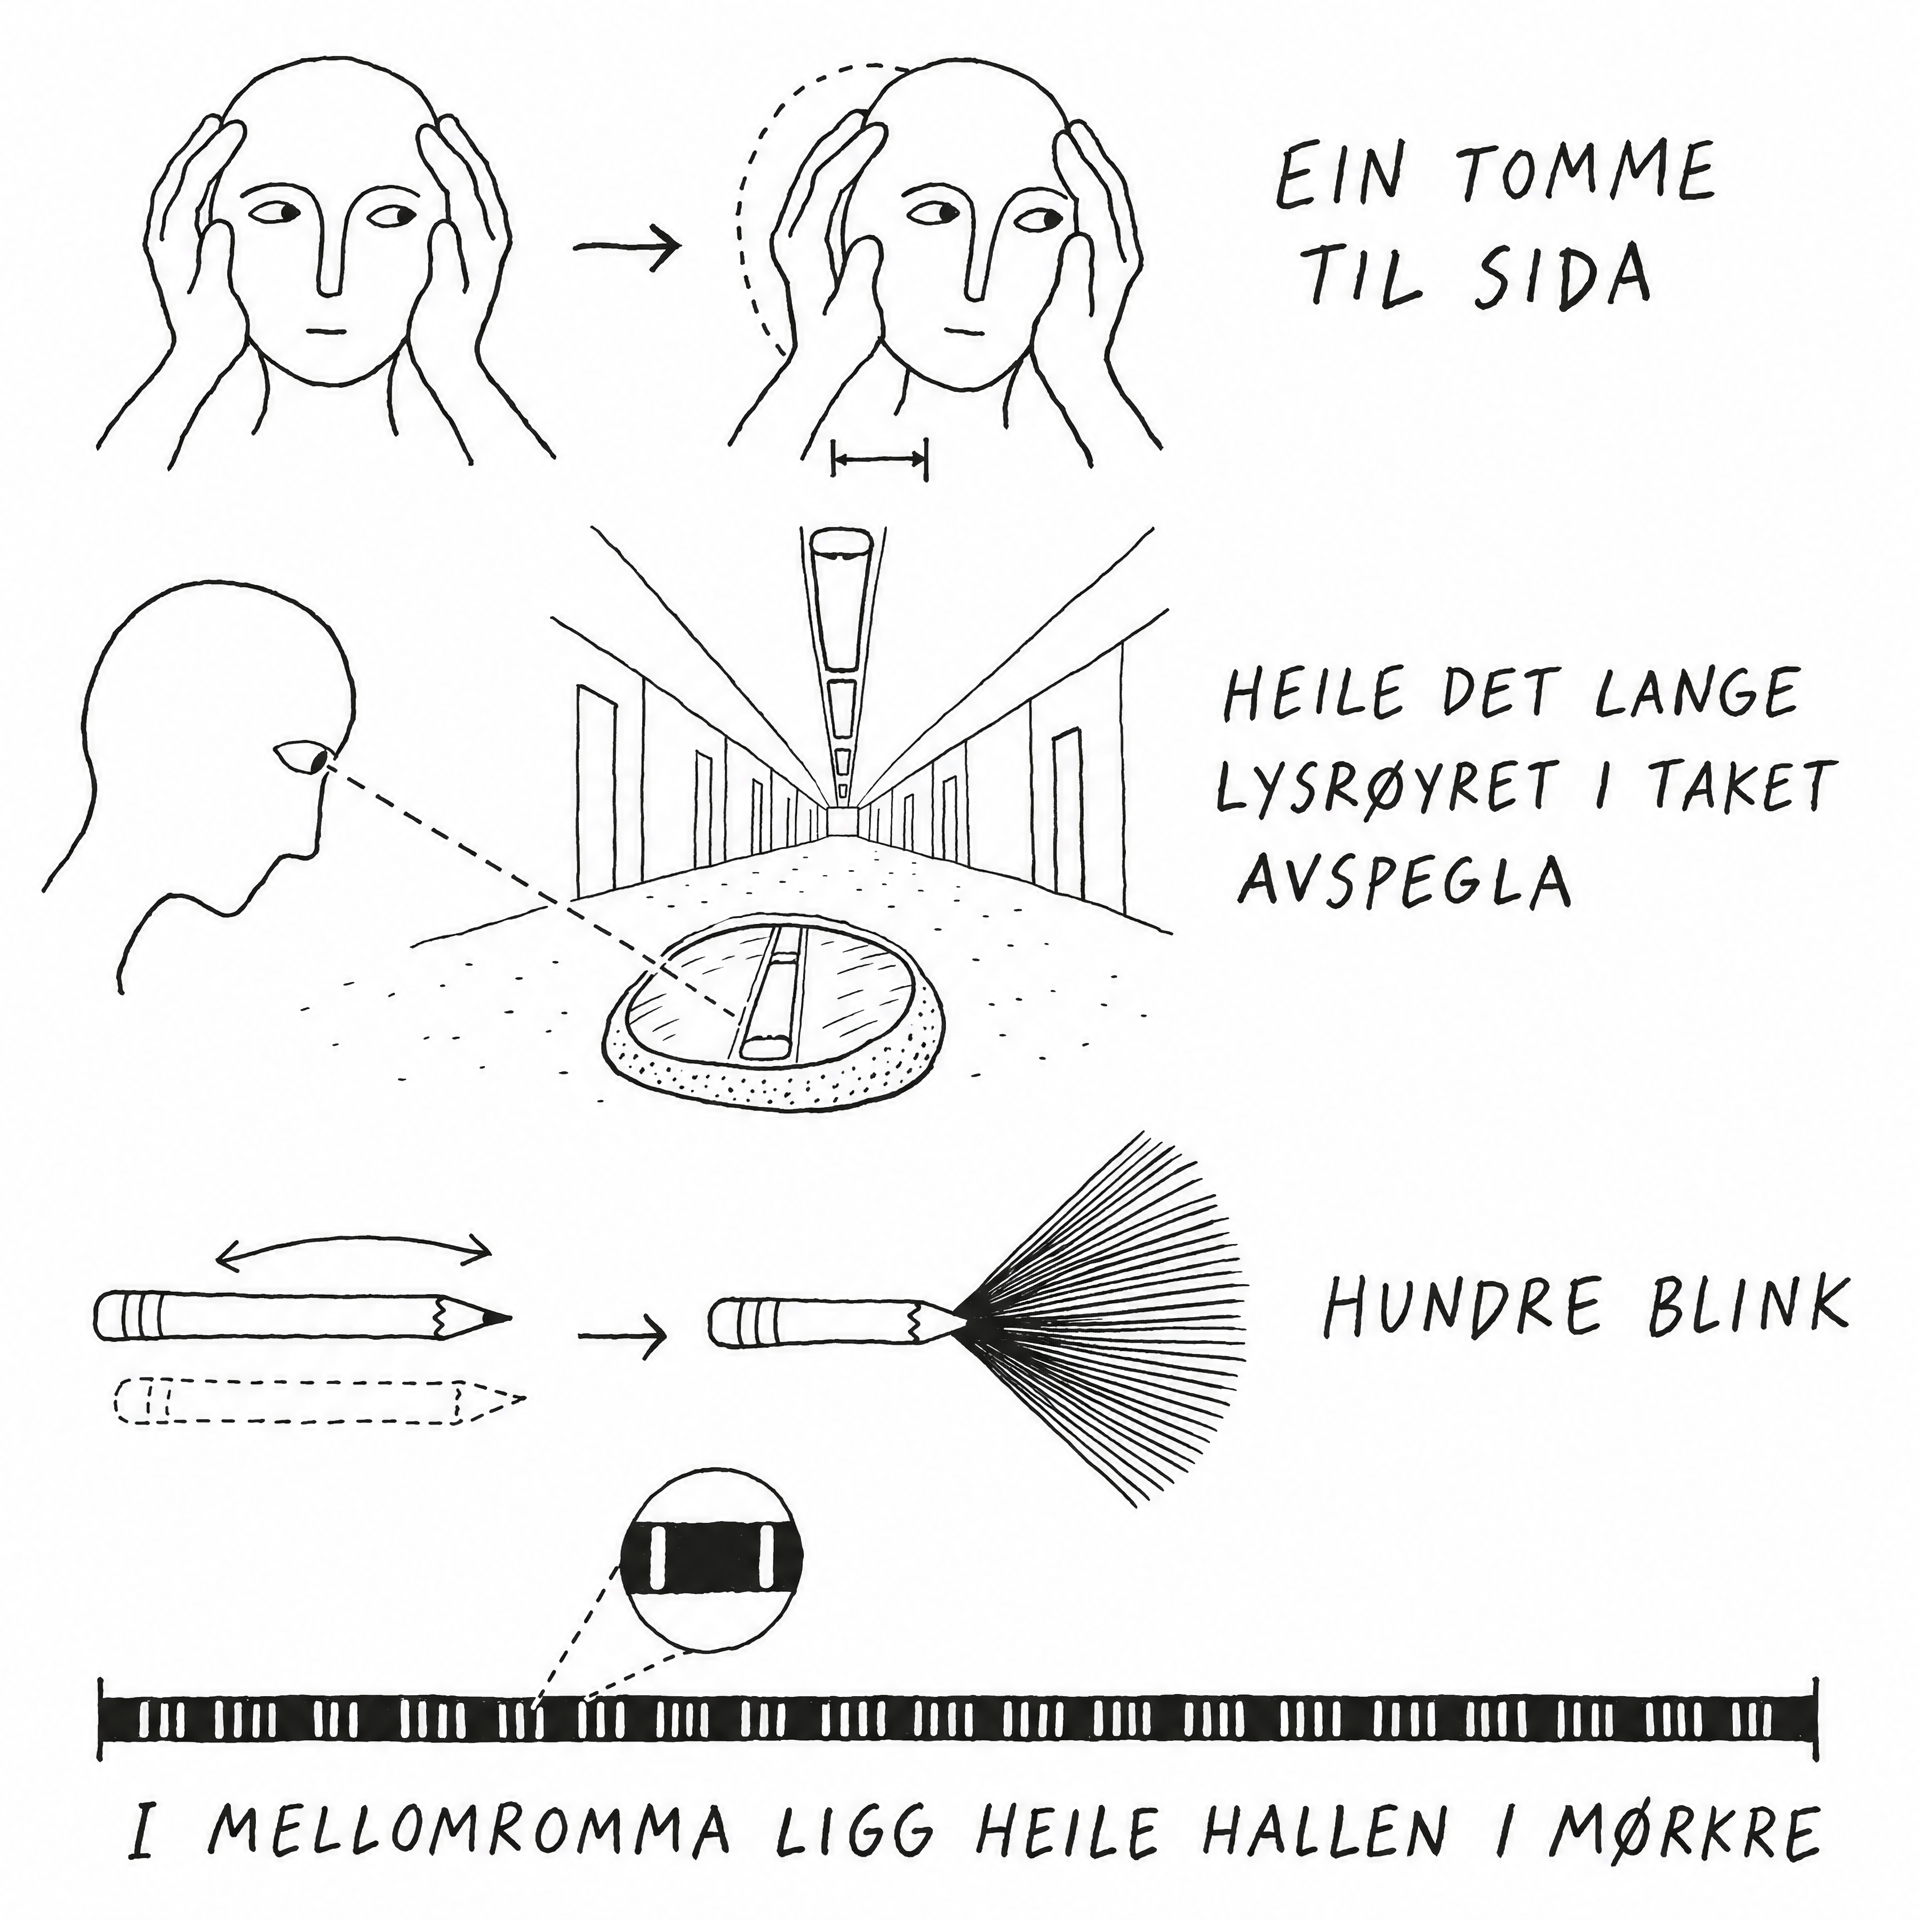 EIN TOMME
TIL SIDA
HEILE DET LANGE
LYSRØYRET I TAKET
AVSPEGLA
HUNDRE BLINK
I MELLOMROMMA LIGG HEILE HALLEN I MØRKRE